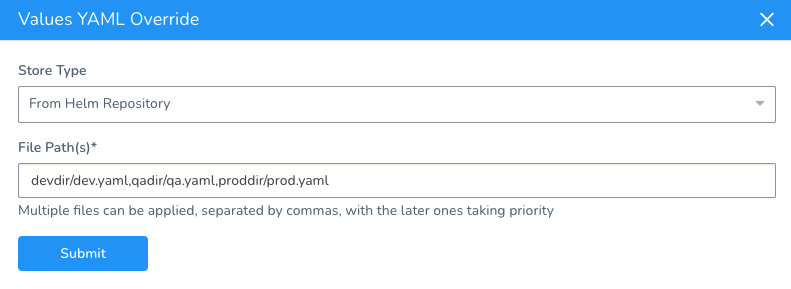 Values YAML Override
Store Type
From Helm Repository
File Path(s)*
devdir/dev.yaml,qadir/qa.yaml,proddir/prod.yaml
Multiple files can be applied, separated by commas, with the later ones taking priority
Submit